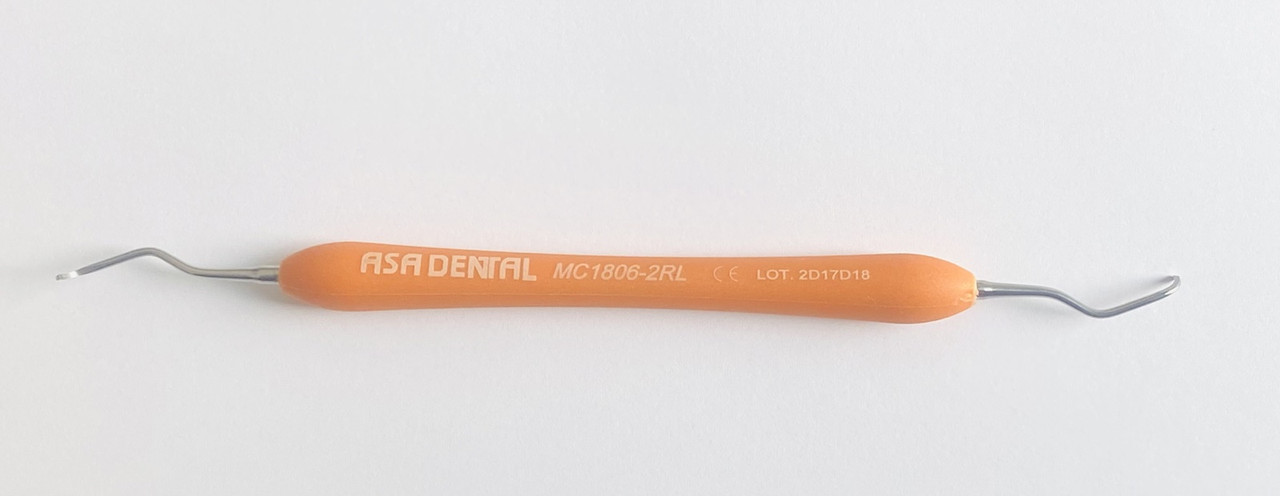 ASA DENTAL MC1806-2RL CE LOT. 2D17D18